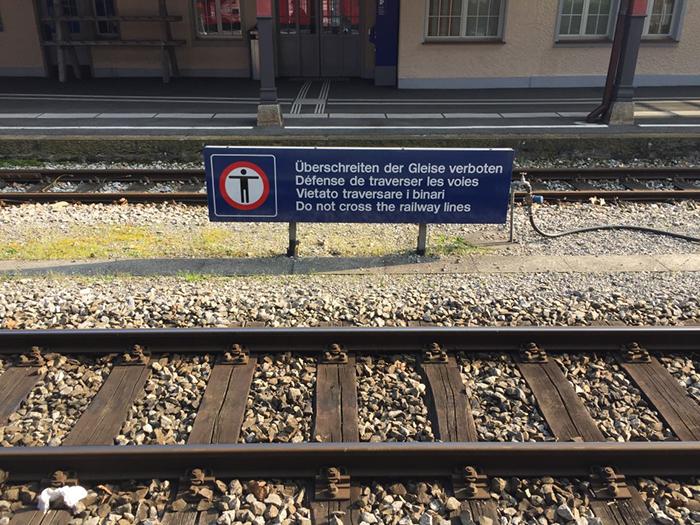 Überschreiten der Gleise verboten
Défense de traverser les voies
Vietato traversare i binari
Do not cross the railway lines